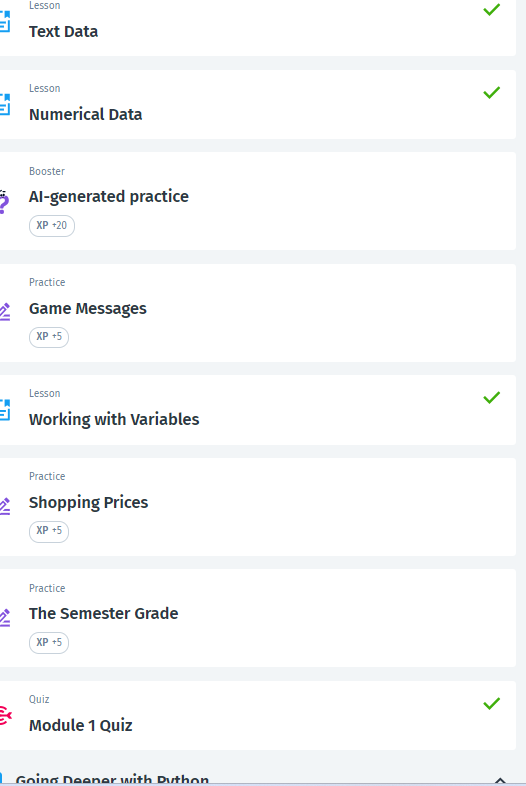 Lesson
Text Data
Lesson
Numerical Data
Booster
AI-generated practice
XP +20
Practice
Game Messages
XP +5
Lesson
Working with Variables
Practice
Shopping Prices
XP +5
Practice
The Semester Grade
XP +5
Quiz
Module 1 Quiz
Going Deeper with Python